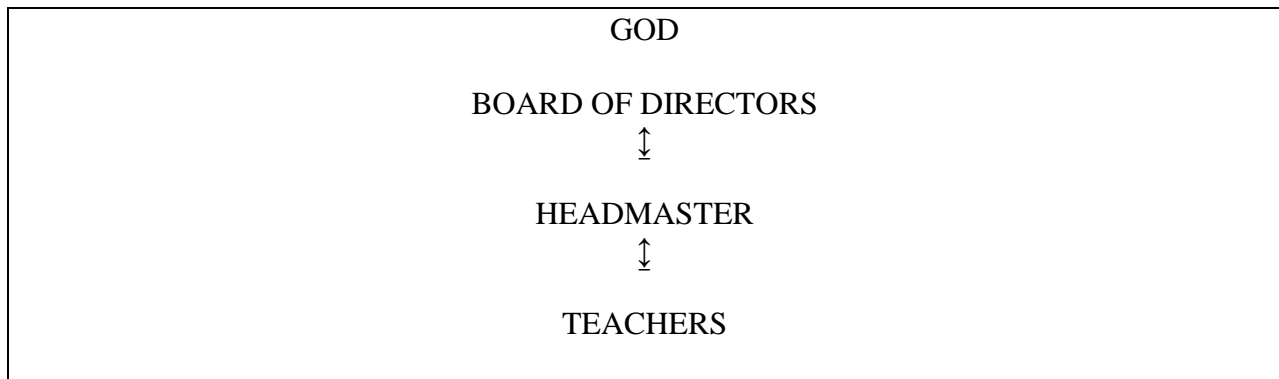 GOD
BOARD OF DIRECTORS
↨
HEADMASTER
↨
TEACHERS